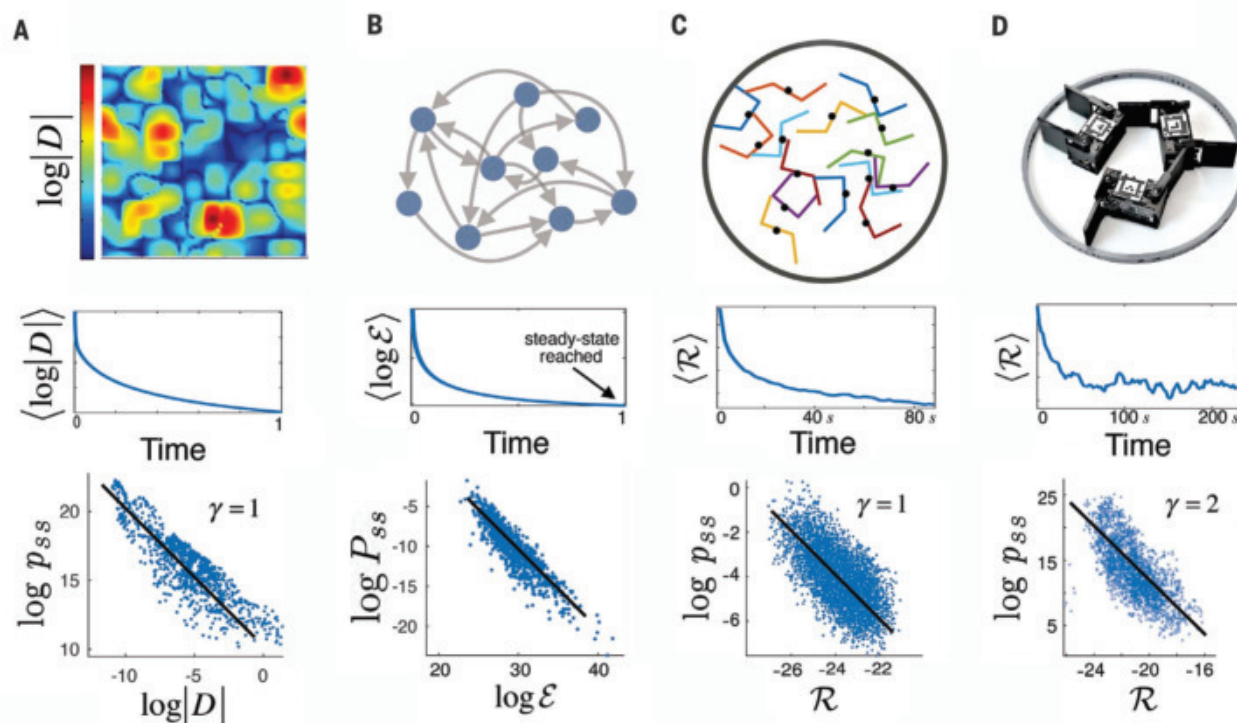 A
B
C
D
log|D|
⟨log|D|⟩
0
1
Time
⟨log ℰ⟩
steady-state
reached
0
1
Time
⟨ℛ⟩
0
40 s
80 s
Time
⟨ℛ⟩
0
100 s
200 s
Time
log p_ss
20
15
10
γ = 1
-10
-5
0
log|D|
log P_ss
-5
-10
-15
-20
20
30
40
log ℰ
log p_ss
0
-2
-4
-6
γ = 1
-26
-24
-22
ℛ
log p_ss
25
15
5
γ = 2
-24
-20
-16
ℛ